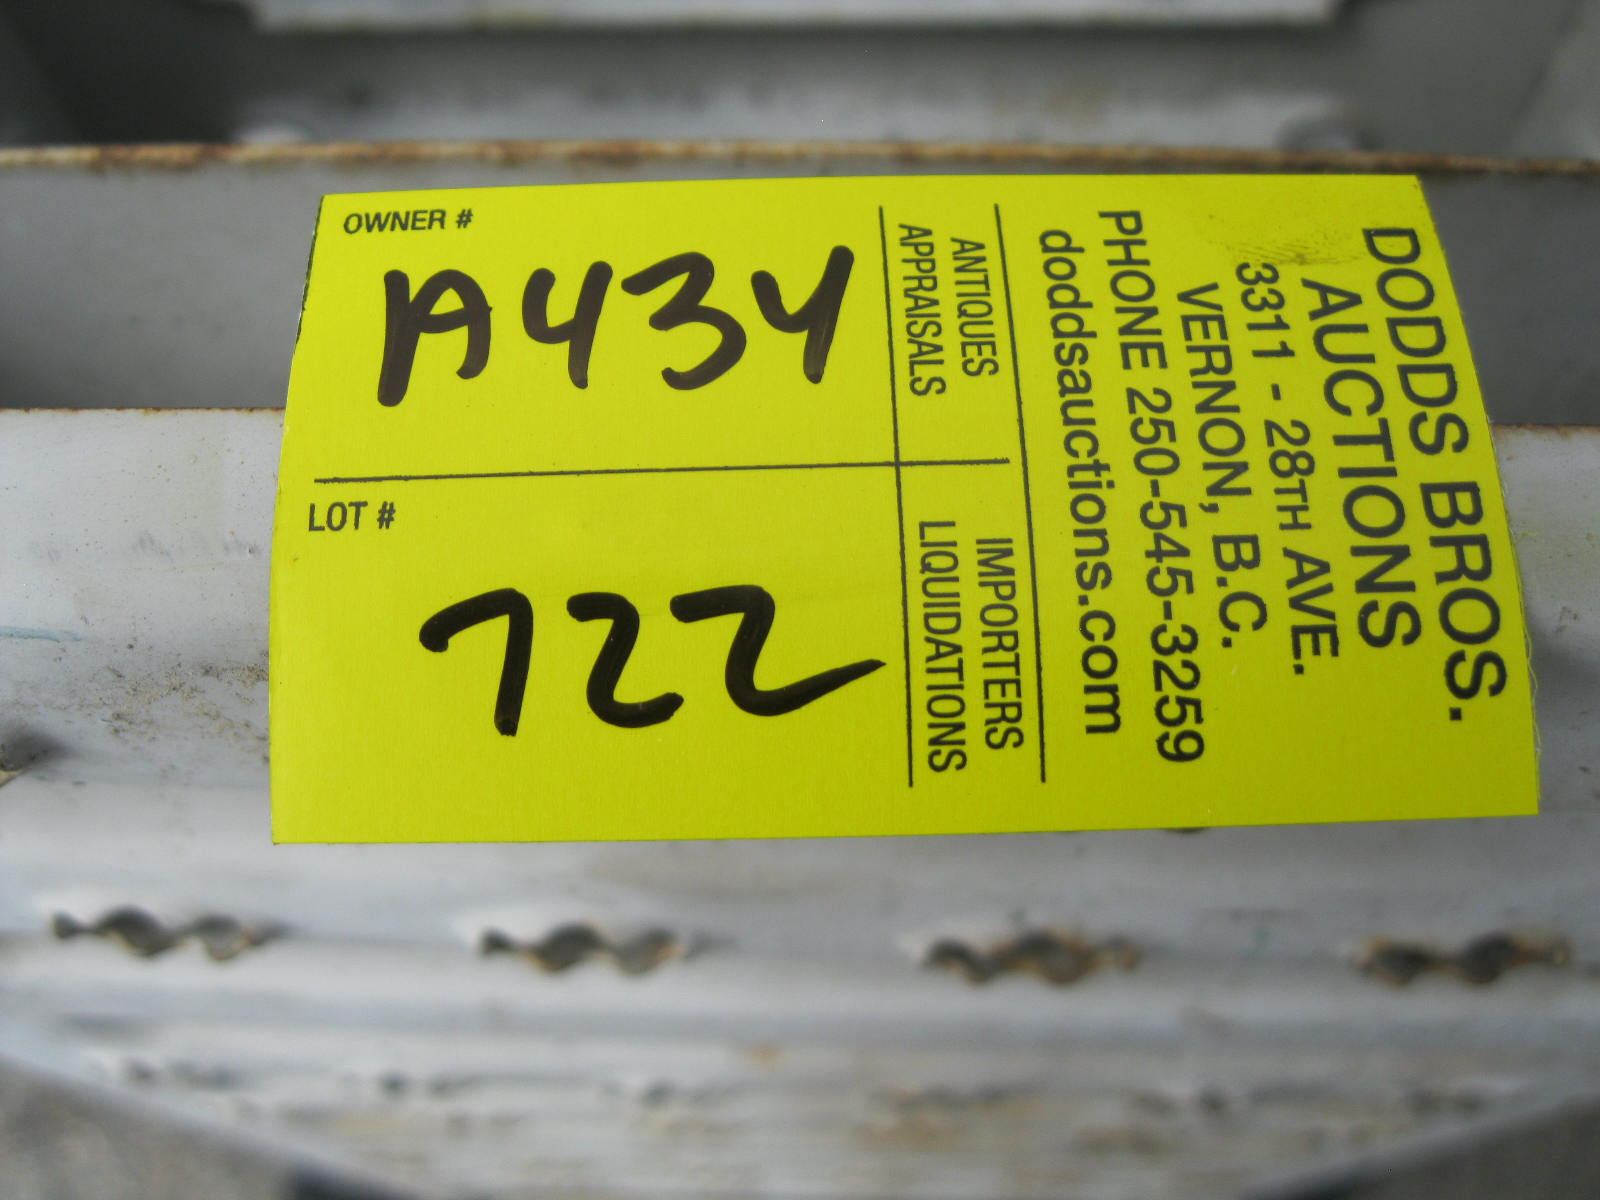 DODDS BROS.
AUCTIONS
3311 - 28TH AVE.
VERNON, B.C.
PHONE 250-545-3259
doddsauctions.com
ANTIQUES
APPRAISALS
IMPORTERS
LIQUIDATIONS
OWNER #
A434
LOT #
722